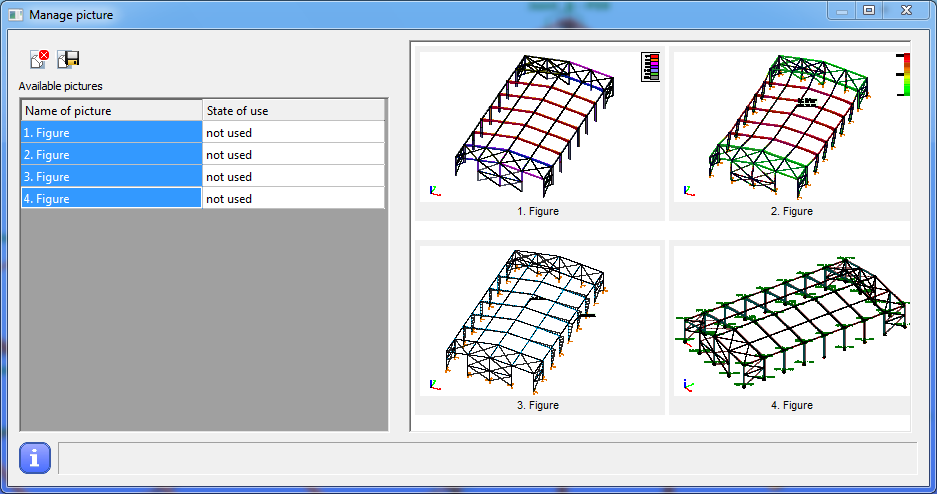 Manage picture
Available pictures
Name of picture State of use
1. Figure not used
2. Figure not used
3. Figure not used
4. Figure not used
1. Figure
2. Figure
3. Figure
4. Figure